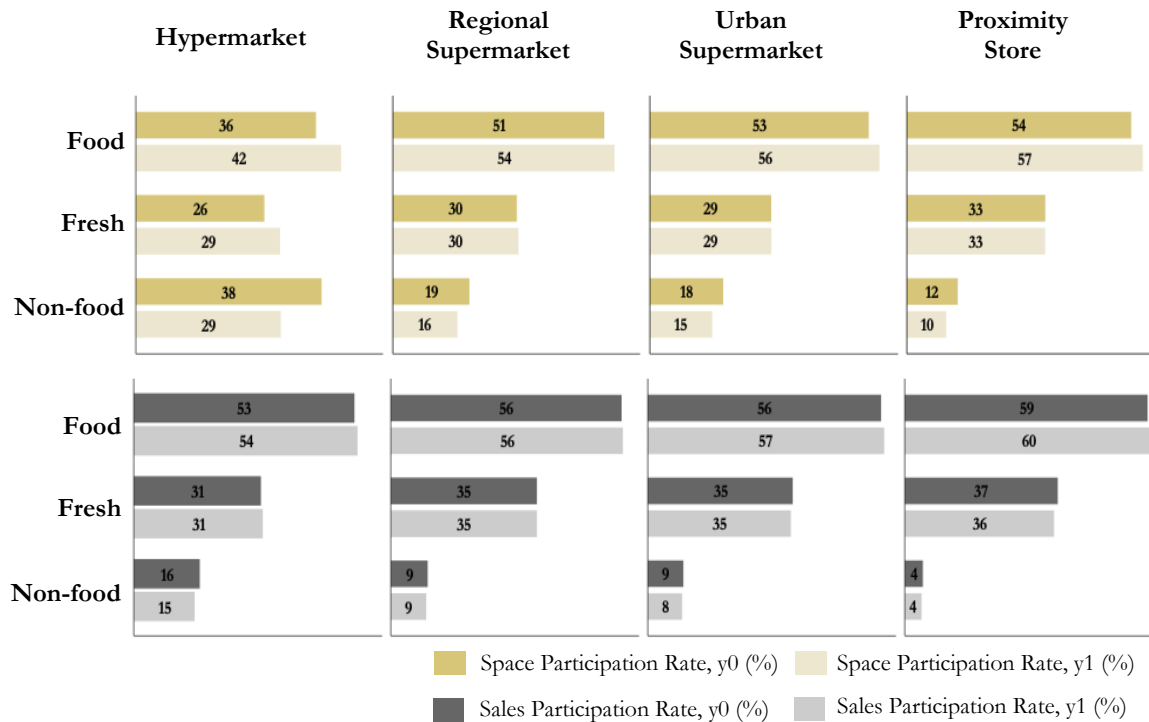 Hypermarket
Regional
Supermarket
Urban
Supermarket
Proximity
Store
Food
36
42
51
54
53
56
54
57
Fresh
26
29
30
30
29
29
33
33
Non-food
38
29
19
16
18
15
12
10
Food
53
54
56
56
56
57
59
60
Fresh
31
31
35
35
35
35
37
36
Non-food
16
15
9
9
9
8
4
4
Space Participation Rate, y0 (%)
Space Participation Rate, y1 (%)
Sales Participation Rate, y0 (%)
Sales Participation Rate, y1 (%)